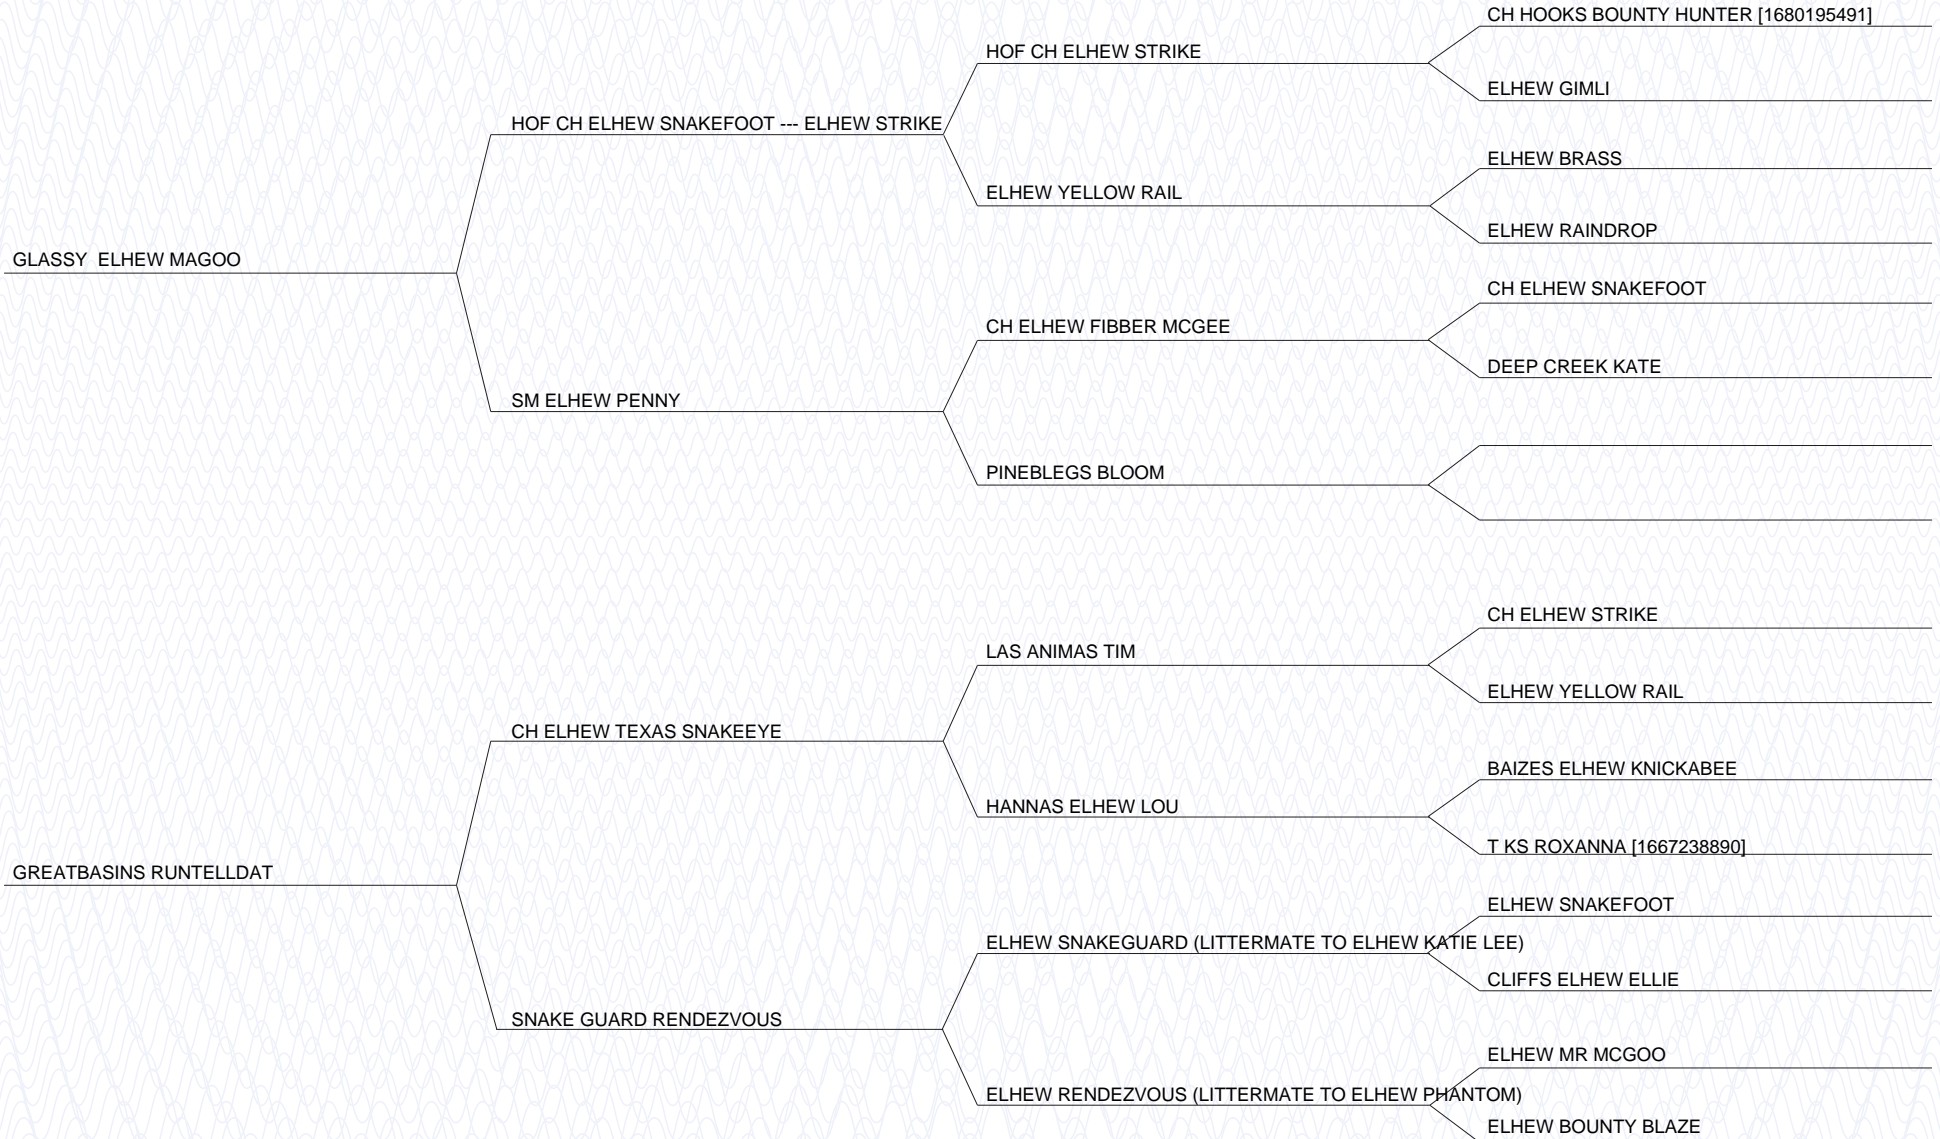 CH HOOKS BOUNTY HUNTER [1680195491]
HOF CH ELHEW STRIKE
ELHEW GIMLI
HOF CH ELHEW SNAKEFOOT --- ELHEW STRIKE
ELHEW BRASS
ELHEW YELLOW RAIL
ELHEW RAINDROP
GLASSY  ELHEW MAGOO
CH ELHEW SNAKEFOOT
CH ELHEW FIBBER MCGEE
DEEP CREEK KATE
SM ELHEW PENNY
PINEBLEGS BLOOM
CH ELHEW STRIKE
LAS ANIMAS TIM
ELHEW YELLOW RAIL
CH ELHEW TEXAS SNAKEEYE
BAIZES ELHEW KNICKABEE
HANNAS ELHEW LOU
T KS ROXANNA [1667238890]
GREATBASINS RUNTELLDAT
ELHEW SNAKEFOOT
ELHEW SNAKEGUARD (LITTERMATE TO ELHEW KATIE LEE)
CLIFFS ELHEW ELLIE
SNAKE GUARD RENDEZVOUS
ELHEW MR MCGOO
ELHEW RENDEZVOUS (LITTERMATE TO ELHEW PHANTOM)
ELHEW BOUNTY BLAZE